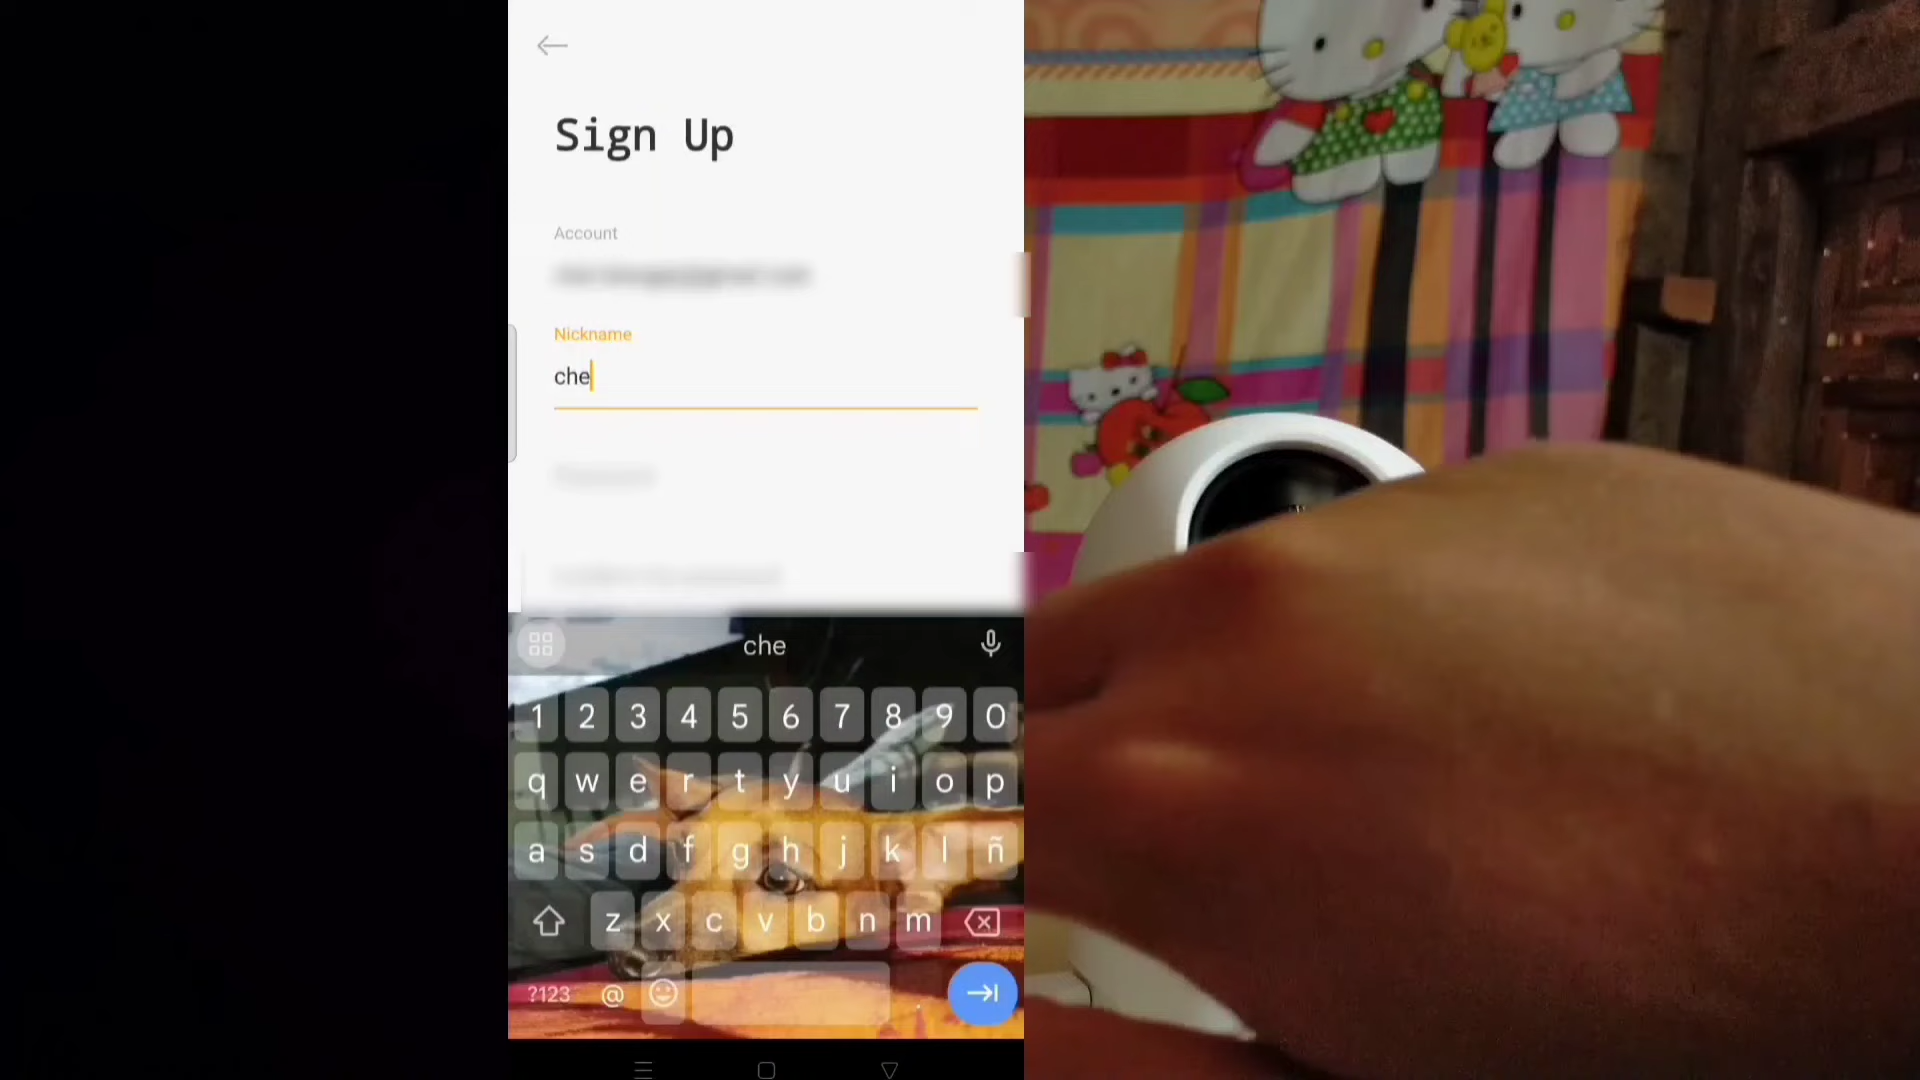 Sign Up
Account
Nickname
che
che
1 2 3 4 5 6 7 8 9 0
q w e r t y u i o p
a s d f g h j k l ñ
z x c v b n m
?123 @ .